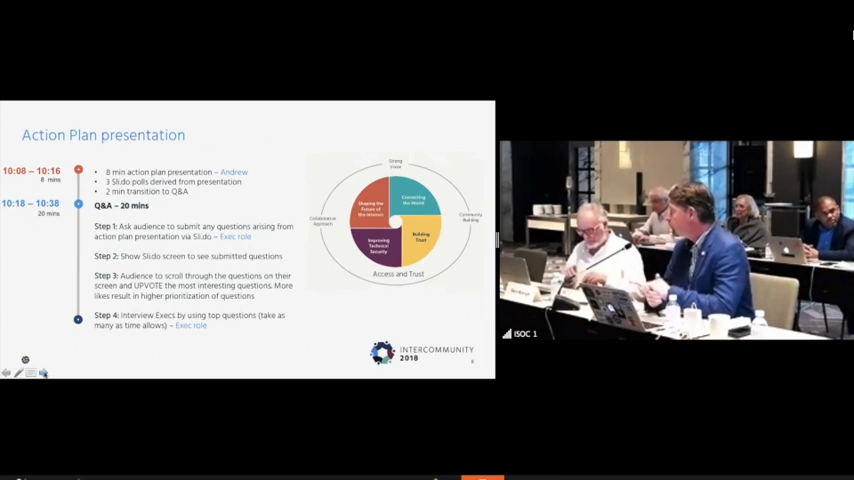 Action Plan presentation
10:08 – 10:16
8 mins
• 8 min action plan presentation – Andrew
• 3 Sli.do polls derived from presentation
• 2 min transition to Q&A
10:18 – 10:38
20 mins
Q&A – 20 mins
Step 1: Ask audience to submit any questions arising from
action plan presentation via Sli.do – Exec role
Step 2: Show Slido screen to see submitted questions
Step 3: Audience to scroll through the questions on their
screen and UPVOTE the most interesting questions. More
likes result in higher prioritization of questions
Step 4: Interview Execs by using top questions (take as
many as time allows) – Exec role
Strong
Voice
Shaping the
Future of
the Internet
Connecting
the World
Collaborative
Approach
Community
Building
Improving
Technical
Security
Building
Trust
Access and Trust
INTERCOMMUNITY
2018
8
ISOC 1